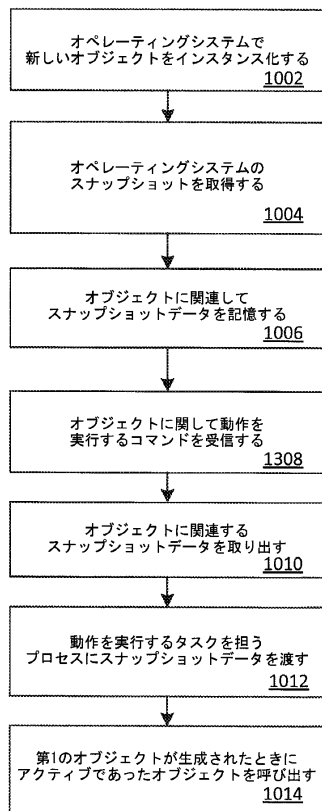 オペレーティングシステムで
新しいオブジェクトをインスタンス化する
1002
オペレーティングシステムの
スナップショットを取得する
1004
オブジェクトに関連して
スナップショットデータを記憶する
1006
オブジェクトに関して動作を
実行するコマンドを受信する
1308
オブジェクトに関連する
スナップショットデータを取り出す
1010
動作を実行するタスクを担う
プロセスにスナップショットデータを渡す
1012
第1のオブジェクトが生成されたときに
アクティブであったオブジェクトを呼び出す
1014